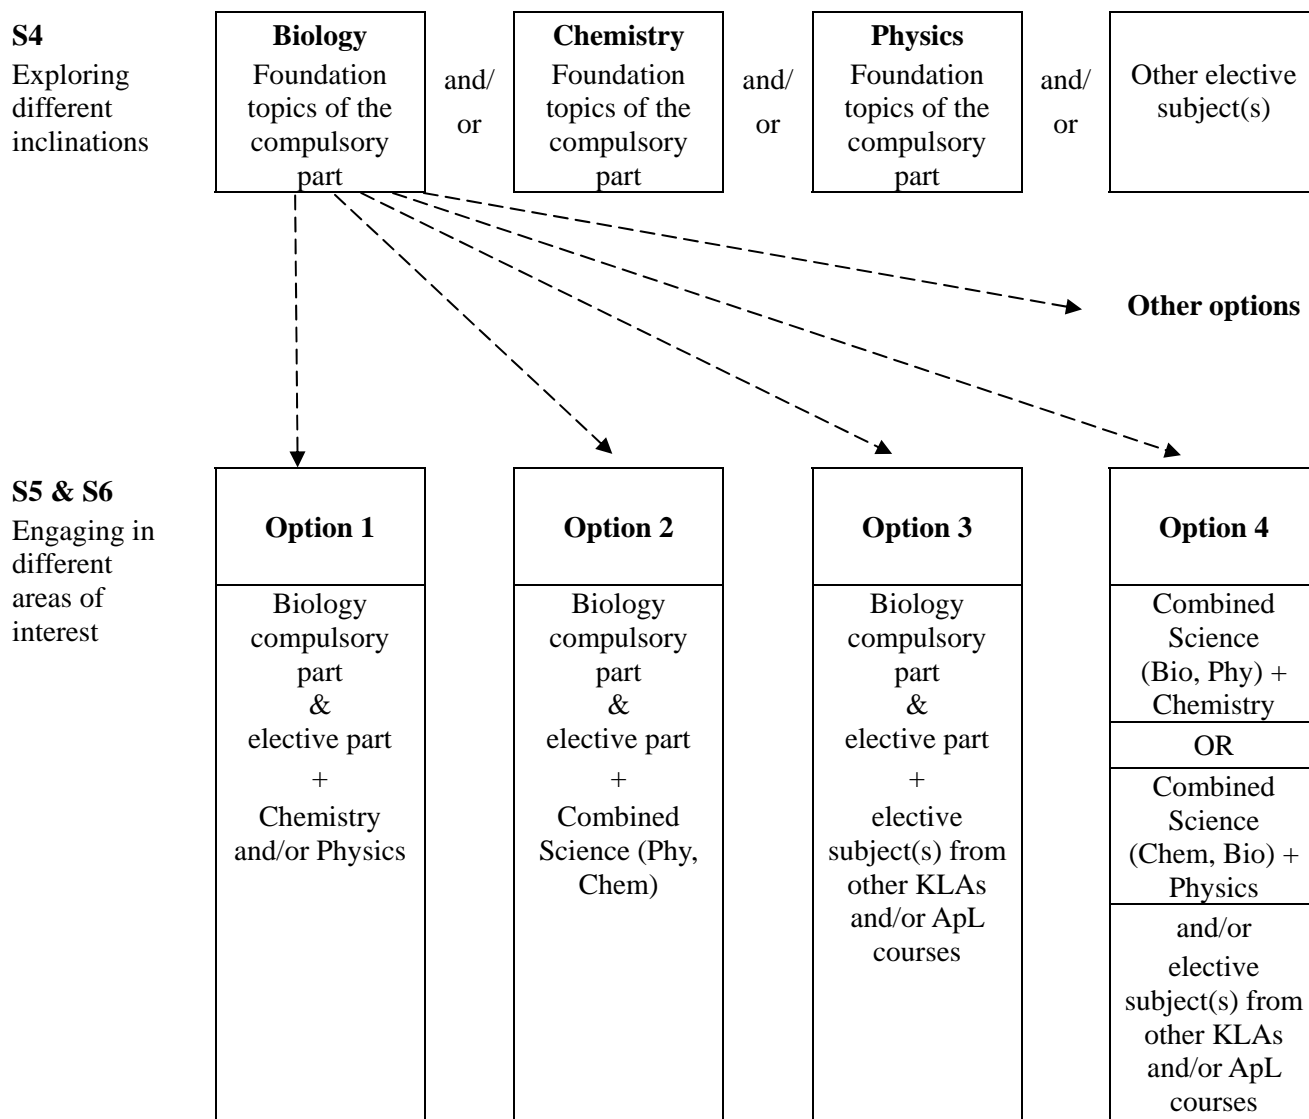 S4
Exploring
different
inclinations
Biology
Foundation
topics of the
compulsory
part
and/
or
Chemistry
Foundation
topics of the
compulsory
part
and/
or
Physics
Foundation
topics of the
compulsory
part
and/
or
Other elective
subject(s)
Other options
S5 & S6
Engaging in
different
areas of
interest
Option 1
Biology
compulsory
part
&
elective part
+
Chemistry
and/or Physics
Option 2
Biology
compulsory
part
&
elective part
+
Combined
Science (Phy,
Chem)
Option 3
Biology
compulsory
part
&
elective part
+
elective
subject(s) from
other KLAs
and/or ApL
courses
Option 4
Combined
Science
(Bio, Phy) +
Chemistry
OR
Combined
Science
(Chem, Bio) +
Physics
and/or
elective
subject(s) from
other KLAs
and/or ApL
courses